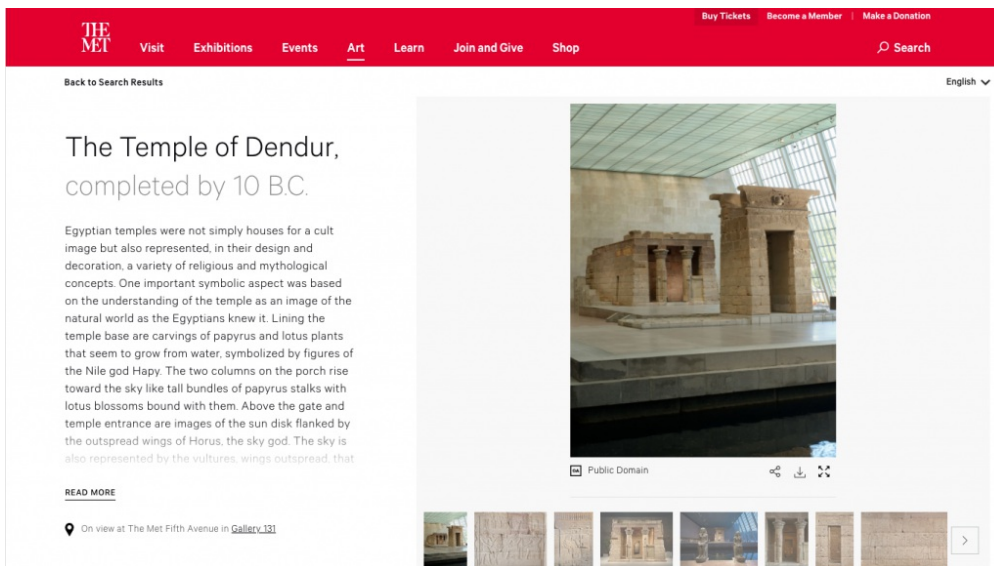 Buy Tickets Become a Member | Make a Donation
THE
MET
Visit Exhibitions Events Art Learn Join and Give Shop Search
Back to Search Results
English
The Temple of Dendur,
completed by 10 B.C.
Egyptian temples were not simply houses for a cult
image but also represented, in their design and
decoration, a variety of religious and mythological
concepts. One important symbolic aspect was based
on the understanding of the temple as an image of the
natural world as the Egyptians knew it. Lining the
temple base are carvings of papyrus and lotus plants
that seem to grow from water, symbolized by figures of
the Nile god Hapy. The two columns on the porch rise
toward the sky like tall bundles of papyrus stalks with
lotus blossoms bound with them. Above the gate and
temple entrance are images of the sun disk flanked by
the outspread wings of Horus, the sky god. The sky is
also represented by the vultures, wings outspread, that
OA Public Domain
READ MORE
On view at The Met Fifth Avenue in Gallery 131